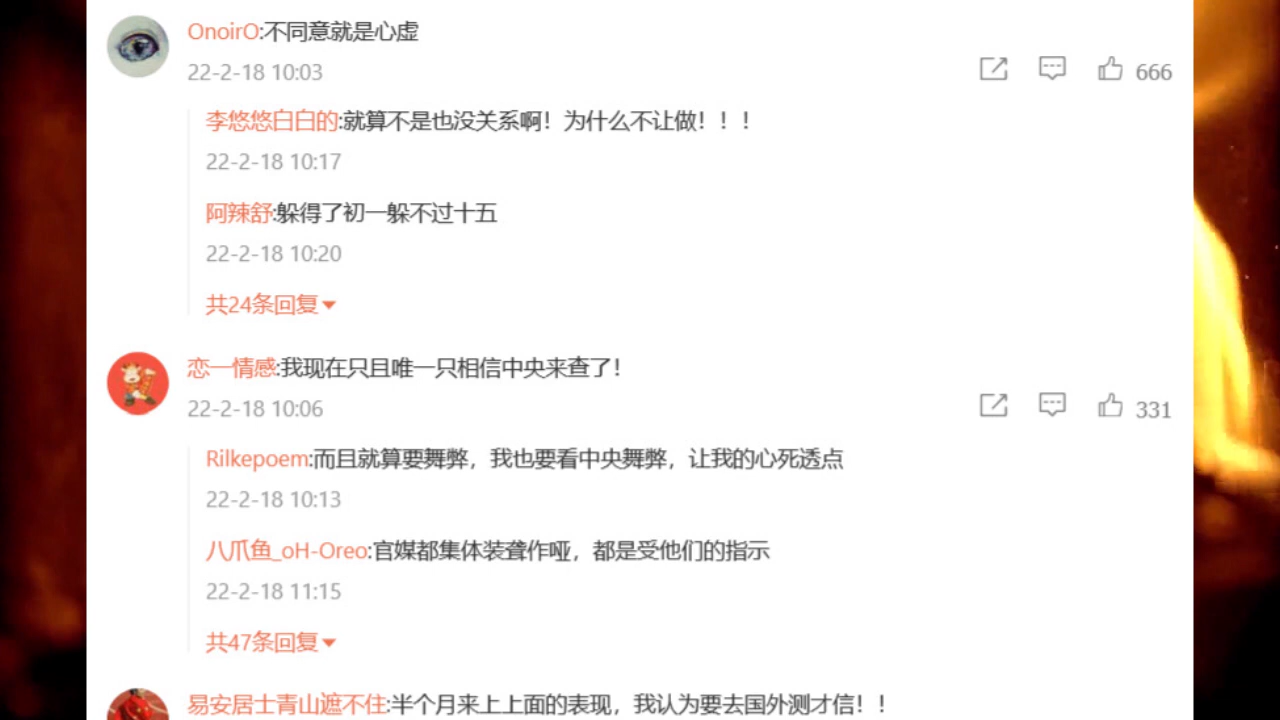 OnoirO:不同意就是心虚
22-2-18 10:03
666
李悠悠白白的:就算不是也没关系啊！为什么不让做！！！
22-2-18 10:17
阿辣舒:躲得了初一躲不过十五
22-2-18 10:20
共24条回复
恋一情感:我现在只且唯一只相信中央来查了！
22-2-18 10:06
331
Rilkepoem:而且就算要舞弊，我也要看中央舞弊，让我的心死透点
22-2-18 10:13
八爪鱼_oH-Oreo:官媒都集体装聋作哑，都是受他们的指示
22-2-18 11:15
共47条回复
易安居士青山遮不住:半个月来上上面的表现，我认为要去国外测才信！！